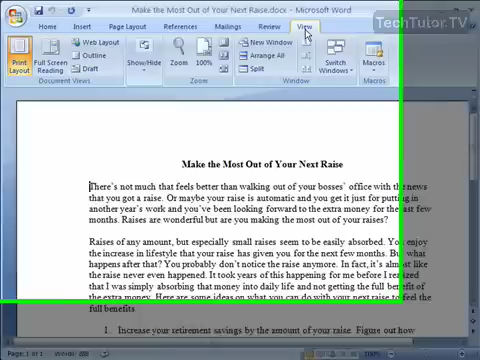 Make the Most Out of Your Next Raise.docx - Microsoft Word
TechTutor.TV
Home Insert Page Layout References Mailings Review View
Print Layout
Full Screen Reading
Web Layout
Outline
Draft
Document Views
Show/Hide
Zoom
100%
Zoom
New Window
Arrange All
Split
Switch Windows
Window
Macros
Macros
Make the Most Out of Your Next Raise
There's not much that feels better than walking out of your bosses' office with the news
that you got a raise. Or maybe your raise is automatic and you get it just for putting in
another year's work and you've been looking forward to the extra money for the last few
months. Raises are wonderful but are you making the most out of your raises?
Raises of any amount, but especially small raises seem to be easily absorbed. You enjoy
the increase in lifestyle that your raise has given you for the next few months. But what
happens after that? You probably don't notice the raise anymore. In fact, it's almost like
the raise never even happened. It took years of this happening for me before I realized
that I was simply absorbing that money into daily life and not getting the full benefit of
the extra money. Here are some ideas on what you can do with your next raise to feel the
full benefits
1. Increase your retirement savings by the amount of your raise. Figure out how
Page: 1 of 1 Words: 388